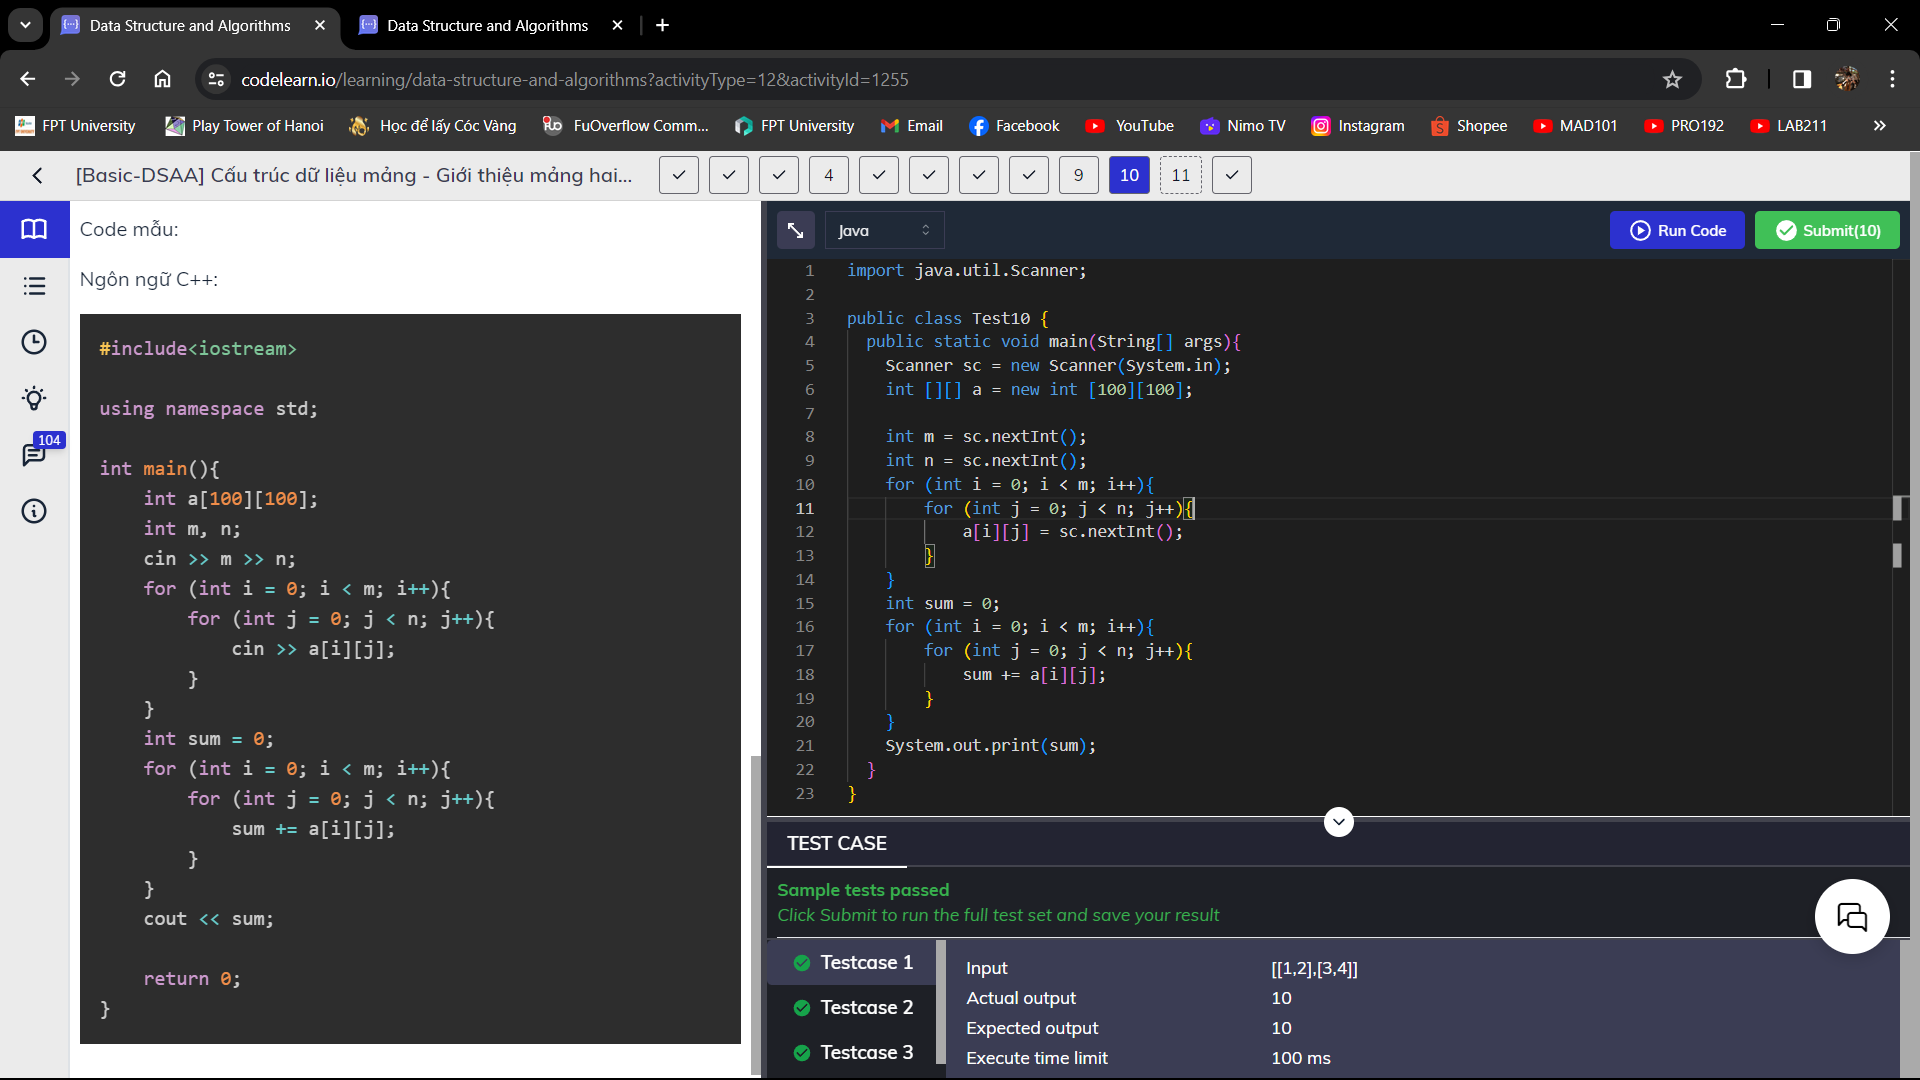 Data Structure and Algorithms
Data Structure and Algorithms
codelearn.io/learning/data-structure-and-algorithms?activityType=12&activityId=1255
FPT University
Play Tower of Hanoi
Học để lấy Cóc Vàng
FuOverflow Comm...
FPT University
Email
Facebook
YouTube
Nimo TV
Instagram
Shopee
MAD101
PRO192
LAB211
[Basic-DSAA] Cấu trúc dữ liệu mảng - Giới thiệu mảng hai...
4
9
10
11
104
Code mẫu:
Ngôn ngữ C++:
#include<iostream>
using namespace std;
int main(){
int a[100][100];
int m, n;
cin >> m >> n;
for (int i = 0; i < m; i++){
for (int j = 0; j < n; j++){
cin >> a[i][j];
}
}
int sum = 0;
for (int i = 0; i < m; i++){
for (int j = 0; j < n; j++){
sum += a[i][j];
}
}
cout << sum;
return 0;
}
Java
Run Code
Submit(10)
1 import java.util.Scanner;
2
3 public class Test10 {
4 public static void main(String[] args){
5 Scanner sc = new Scanner(System.in);
6 int [][] a = new int [100][100];
7
8 int m = sc.nextInt();
9 int n = sc.nextInt();
10 for (int i = 0; i < m; i++){
11 for (int j = 0; j < n; j++){
12 a[i][j] = sc.nextInt();
13 }
14 }
15 int sum = 0;
16 for (int i = 0; i < m; i++){
17 for (int j = 0; j < n; j++){
18 sum += a[i][j];
19 }
20 }
21 System.out.print(sum);
22 }
23 }
TEST CASE
Sample tests passed
Click Submit to run the full test set and save your result
Testcase 1
Testcase 2
Testcase 3
Input [[1,2],[3,4]]
Actual output 10
Expected output 10
Execute time limit 100 ms